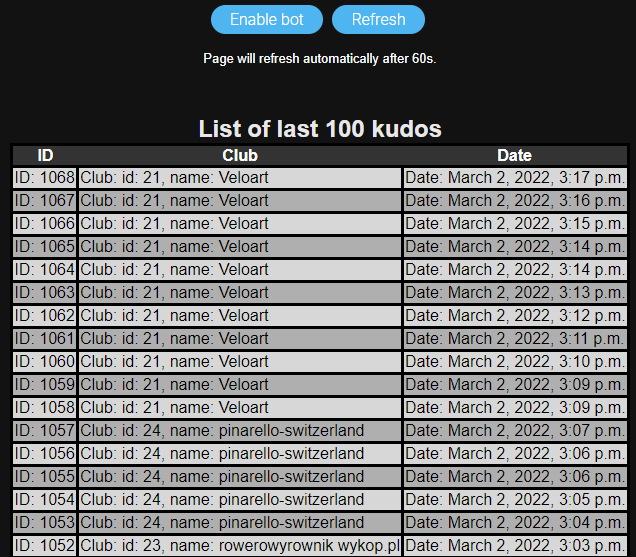 Enable bot Refresh
Page will refresh automatically after 60s.
List of last 100 kudos
ID Club Date
ID: 1068 Club: id: 21, name: Veloart Date: March 2, 2022, 3:17 p.m.
ID: 1067 Club: id: 21, name: Veloart Date: March 2, 2022, 3:16 p.m.
ID: 1066 Club: id: 21, name: Veloart Date: March 2, 2022, 3:15 p.m.
ID: 1065 Club: id: 21, name: Veloart Date: March 2, 2022, 3:14 p.m.
ID: 1064 Club: id: 21, name: Veloart Date: March 2, 2022, 3:14 p.m.
ID: 1063 Club: id: 21, name: Veloart Date: March 2, 2022, 3:13 p.m.
ID: 1062 Club: id: 21, name: Veloart Date: March 2, 2022, 3:12 p.m.
ID: 1061 Club: id: 21, name: Veloart Date: March 2, 2022, 3:11 p.m.
ID: 1060 Club: id: 21, name: Veloart Date: March 2, 2022, 3:10 p.m.
ID: 1059 Club: id: 21, name: Veloart Date: March 2, 2022, 3:09 p.m.
ID: 1058 Club: id: 21, name: Veloart Date: March 2, 2022, 3:09 p.m.
ID: 1057 Club: id: 24, name: pinarello-switzerland Date: March 2, 2022, 3:07 p.m.
ID: 1056 Club: id: 24, name: pinarello-switzerland Date: March 2, 2022, 3:06 p.m.
ID: 1055 Club: id: 24, name: pinarello-switzerland Date: March 2, 2022, 3:06 p.m.
ID: 1054 Club: id: 24, name: pinarello-switzerland Date: March 2, 2022, 3:05 p.m.
ID: 1053 Club: id: 24, name: pinarello-switzerland Date: March 2, 2022, 3:04 p.m.
ID: 1052 Club: id: 23, name: rowerowyrownik wykop.pl Date: March 2, 2022, 3:03 p.m.